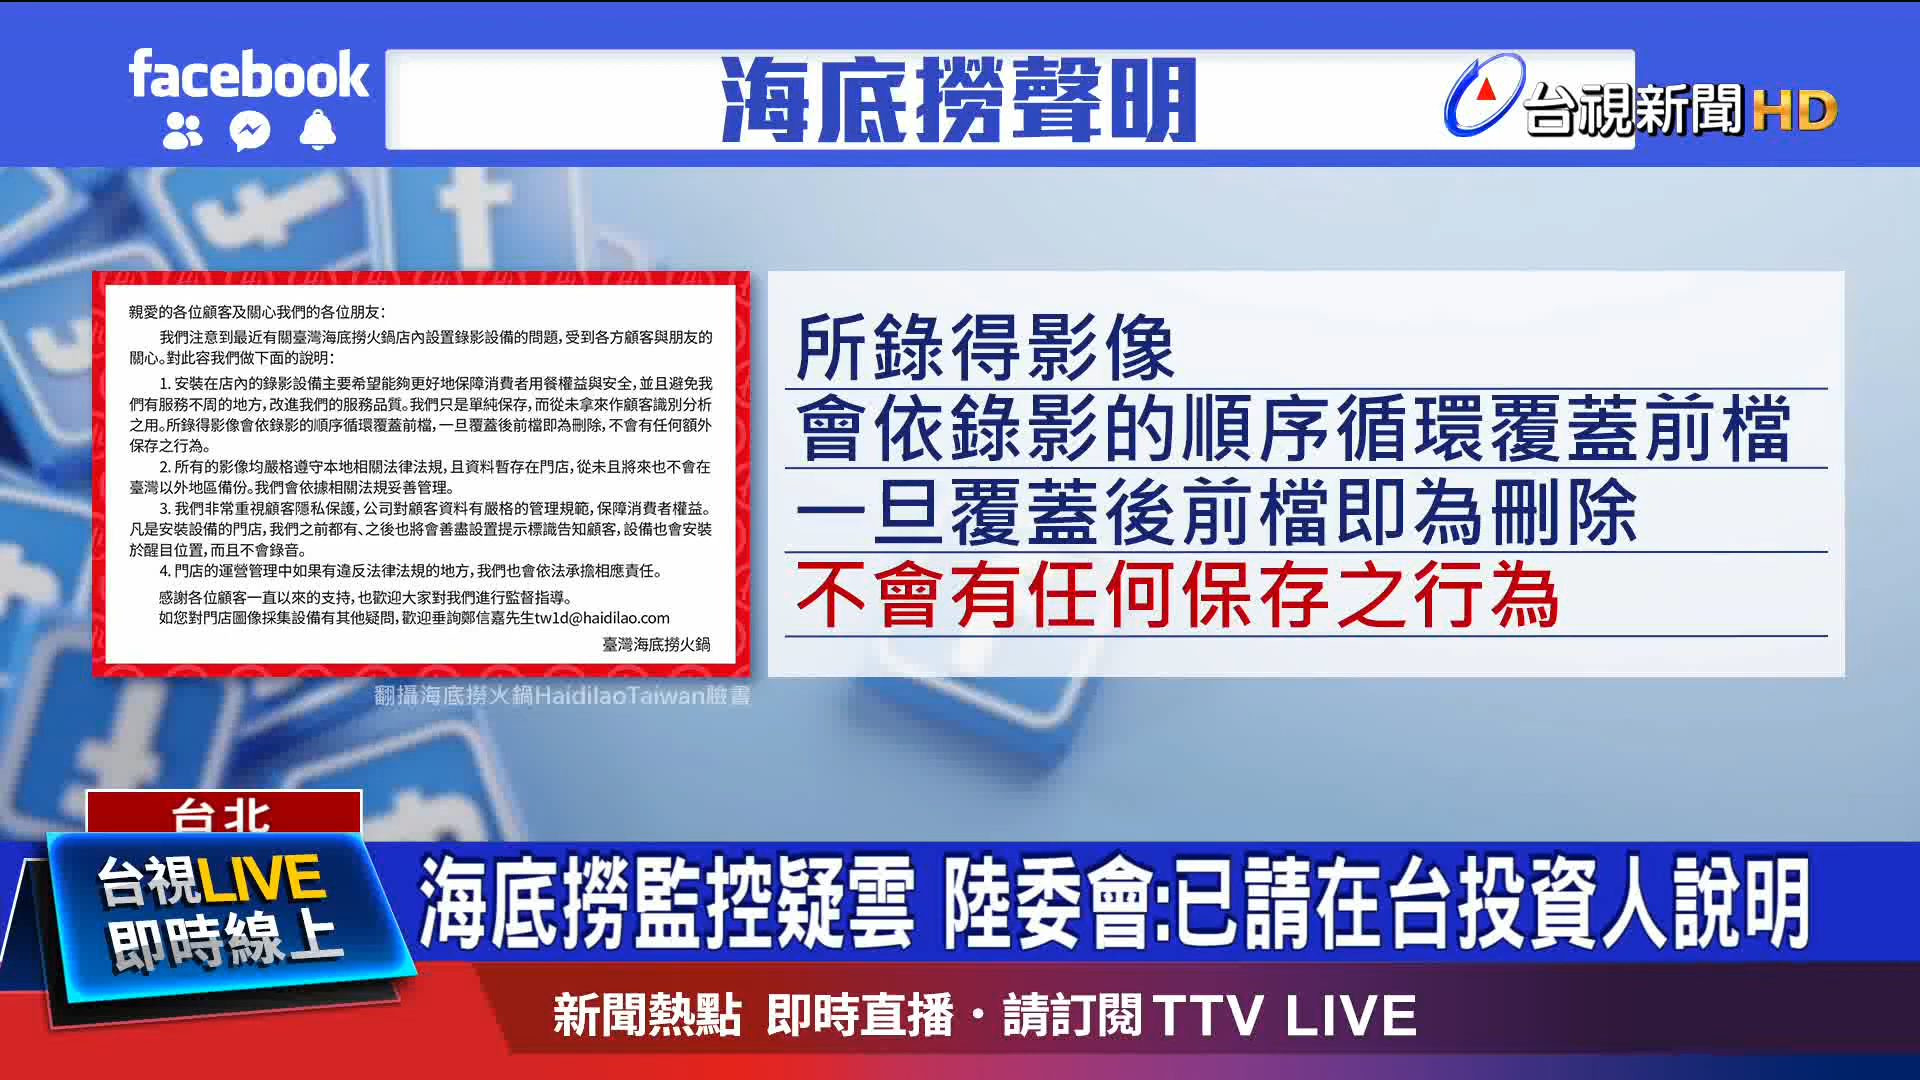 facebook
海底撈聲明
台視新聞HD
親愛的各位顧客及關心我們的各位朋友：
我們注意到最近有關臺灣海底撈火鍋店內設置錄影設備的問題，受到各方顧客與朋友的
關心。對此容我們做下面的說明：
1. 安裝在店內的錄影設備主要希望能夠更好地保障消費者用餐權益與安全，並且避免我
們有服務不周的地方，改進我們的服務品質。我們只是單純保存，而從未拿來作顧客識別分析
之用。所錄得影像會依錄影的順序循環覆蓋前檔，一旦覆蓋後前檔即為刪除，不會有任何額外
保存之行為。
2. 所有的影像均嚴格遵守本地相關法律法規，且資料暫存在門店，從未且將來也不會在
臺灣以外地區備份。我們會依據相關法規妥善管理。
3. 我們非常重視顧客隱私保護，公司對顧客資料有嚴格的管理規範，保障消費者權益。
凡是安裝設備的門店，我們之前都有、之後也將會善盡設置提示標識告知顧客，設備也會安裝
於醒目位置，而且不會錄音。
4. 門店的運營管理中如果有違反法律法規的地方，我們也會依法承擔相應責任。
感謝各位顧客一直以來的支持，也歡迎大家對我們進行監督指導。
如您對門店圖像採集設備有其他疑問，歡迎垂詢鄭信嘉先生tw1d@haidilao.com
臺灣海底撈火鍋
翻攝海底撈火鍋HaidilaoTaiwan臉書
所錄得影像
會依錄影的順序循環覆蓋前檔
一旦覆蓋後前檔即為刪除
不會有任何保存之行為
台北
台視LIVE
即時線上
海底撈監控疑雲 陸委會:已請在台投資人說明
新聞熱點 即時直播・請訂閱TTV LIVE